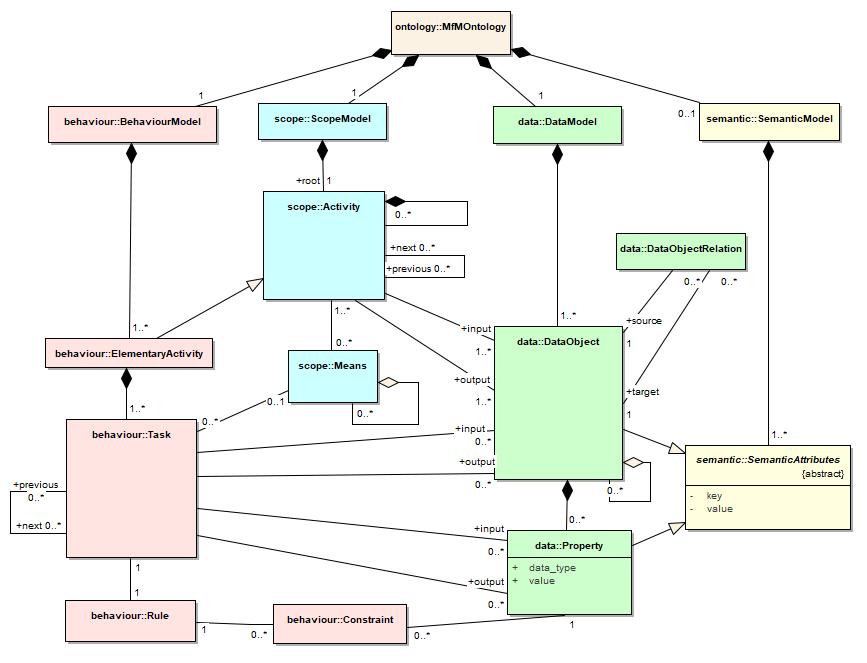 ontology::MfMOntology
1
1
1
0..1
behaviour::BehaviourModel
scope::ScopeModel
data::DataModel
semantic::SemanticModel
+root 1
scope::Activity
0..*
+next 0..*
+previous 0..*
data::DataObjectRelation
0..*
0..*
1..*
1..*
0..*
1..*
+source
1
+input
1..*
behaviour::ElementaryActivity
scope::Means
data::DataObject
+output
1..*
+target
1
1..*
0..1
0..*
0..*
1..*
behaviour::Task
+input
0..*
+output
0..*
0..*
semantic::SemanticAttributes
{abstract}
- key
- value
+previous
0..*
+next 0..*
0..*
+input
0..*
data::Property
+ data_type
+ value
+output
0..*
1
1
behaviour::Rule
1
0..*
behaviour::Constraint
0..*
1